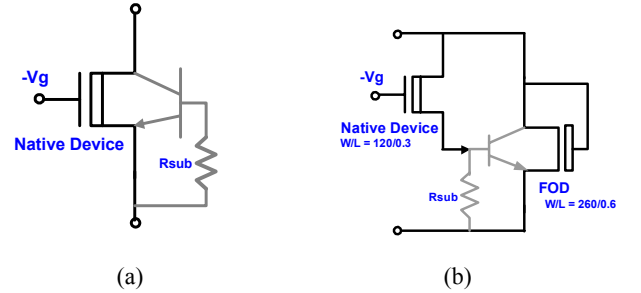 -Vg
Native Device
Rsub
(a)
-Vg
Native Device
W/L = 120/0.3
Rsub
FOD
W/L = 260/0.6
(b)